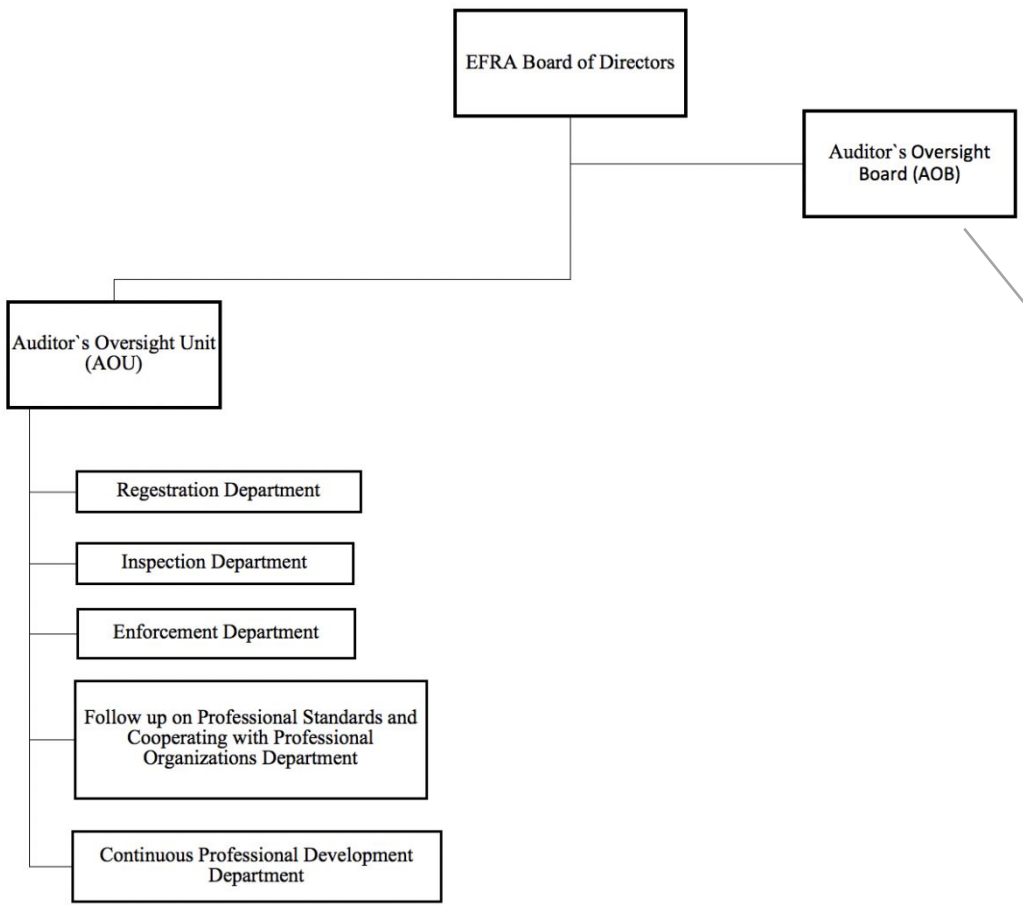 EFRA Board of Directors
Auditor`s Oversight
Board (AOB)
Auditor`s Oversight Unit
(AOU)
Regestration Department
Inspection Department
Enforcement Department
Follow up on Professional Standards and
Cooperating with Professional
Organizations Department
Continuous Professional Development
Department